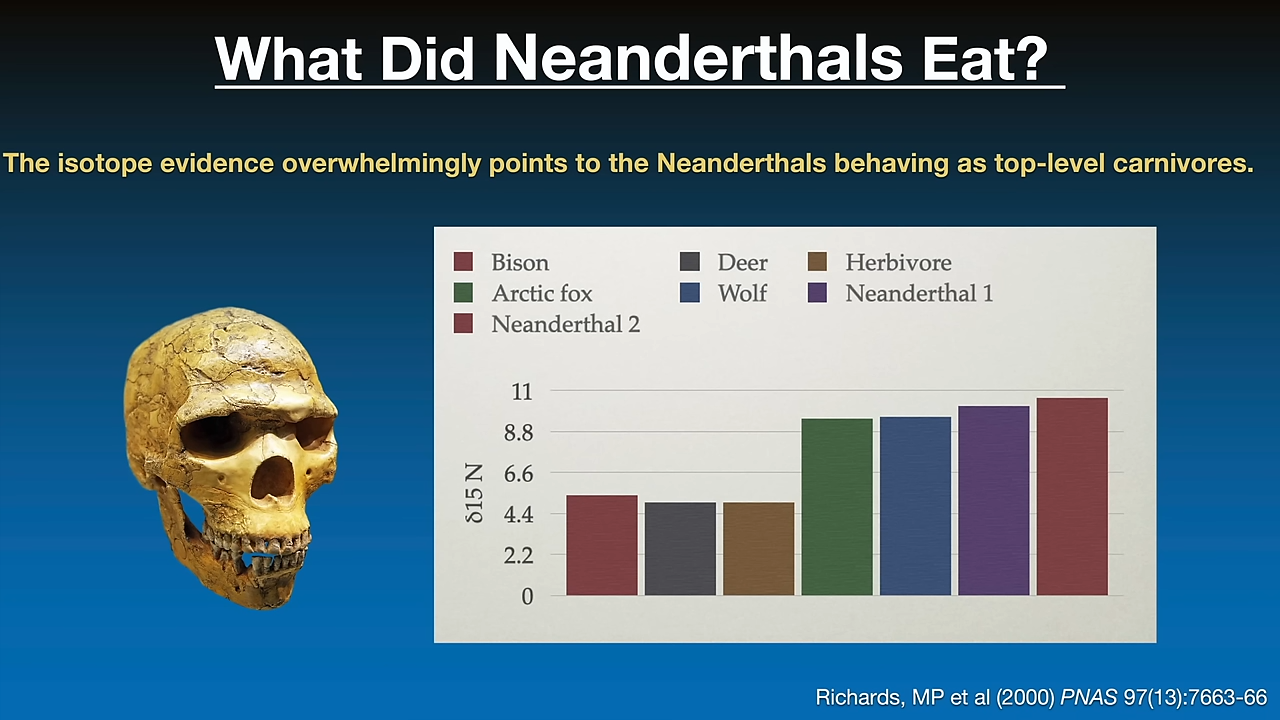 What Did Neanderthals Eat?
The isotope evidence overwhelmingly points to the Neanderthals behaving as top-level carnivores.
Bison Deer Herbivore
Arctic fox Wolf Neanderthal 1
Neanderthal 2
11
8.8
6.6
4.4
2.2
0
δ15 N
Richards, MP et al (2000) PNAS 97(13):7663-66